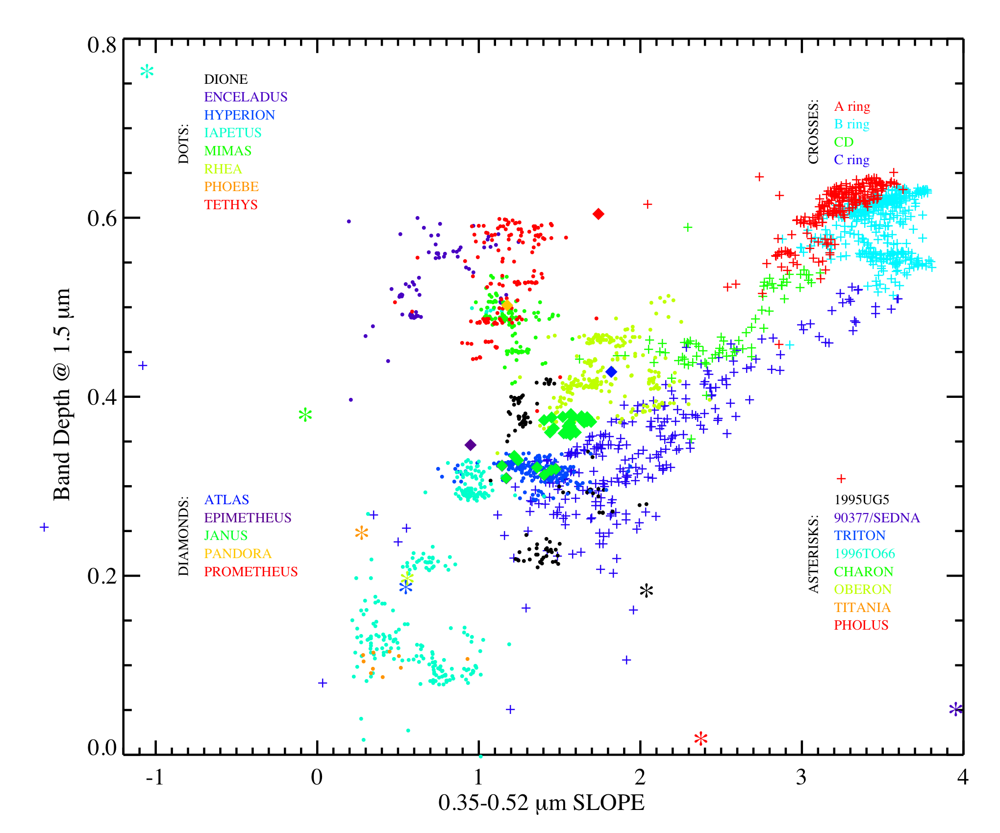 0.8
0.6
0.4
0.2
0.0
Band Depth @ 1.5 µm
DOTS:
DIONE
ENCELADUS
HYPERION
IAPETUS
MIMAS
RHEA
PHOEBE
TETHYS
CROSSES:
A ring
B ring
CD
C ring
DIAMONDS:
ATLAS
EPIMETHEUS
JANUS
PANDORA
PROMETHEUS
ASTERISKS:
1995UG5
90377/SEDNA
TRITON
1996TO66
CHARON
OBERON
TITANIA
PHOLUS
-1 0 1 2 3 4
0.35-0.52 µm SLOPE